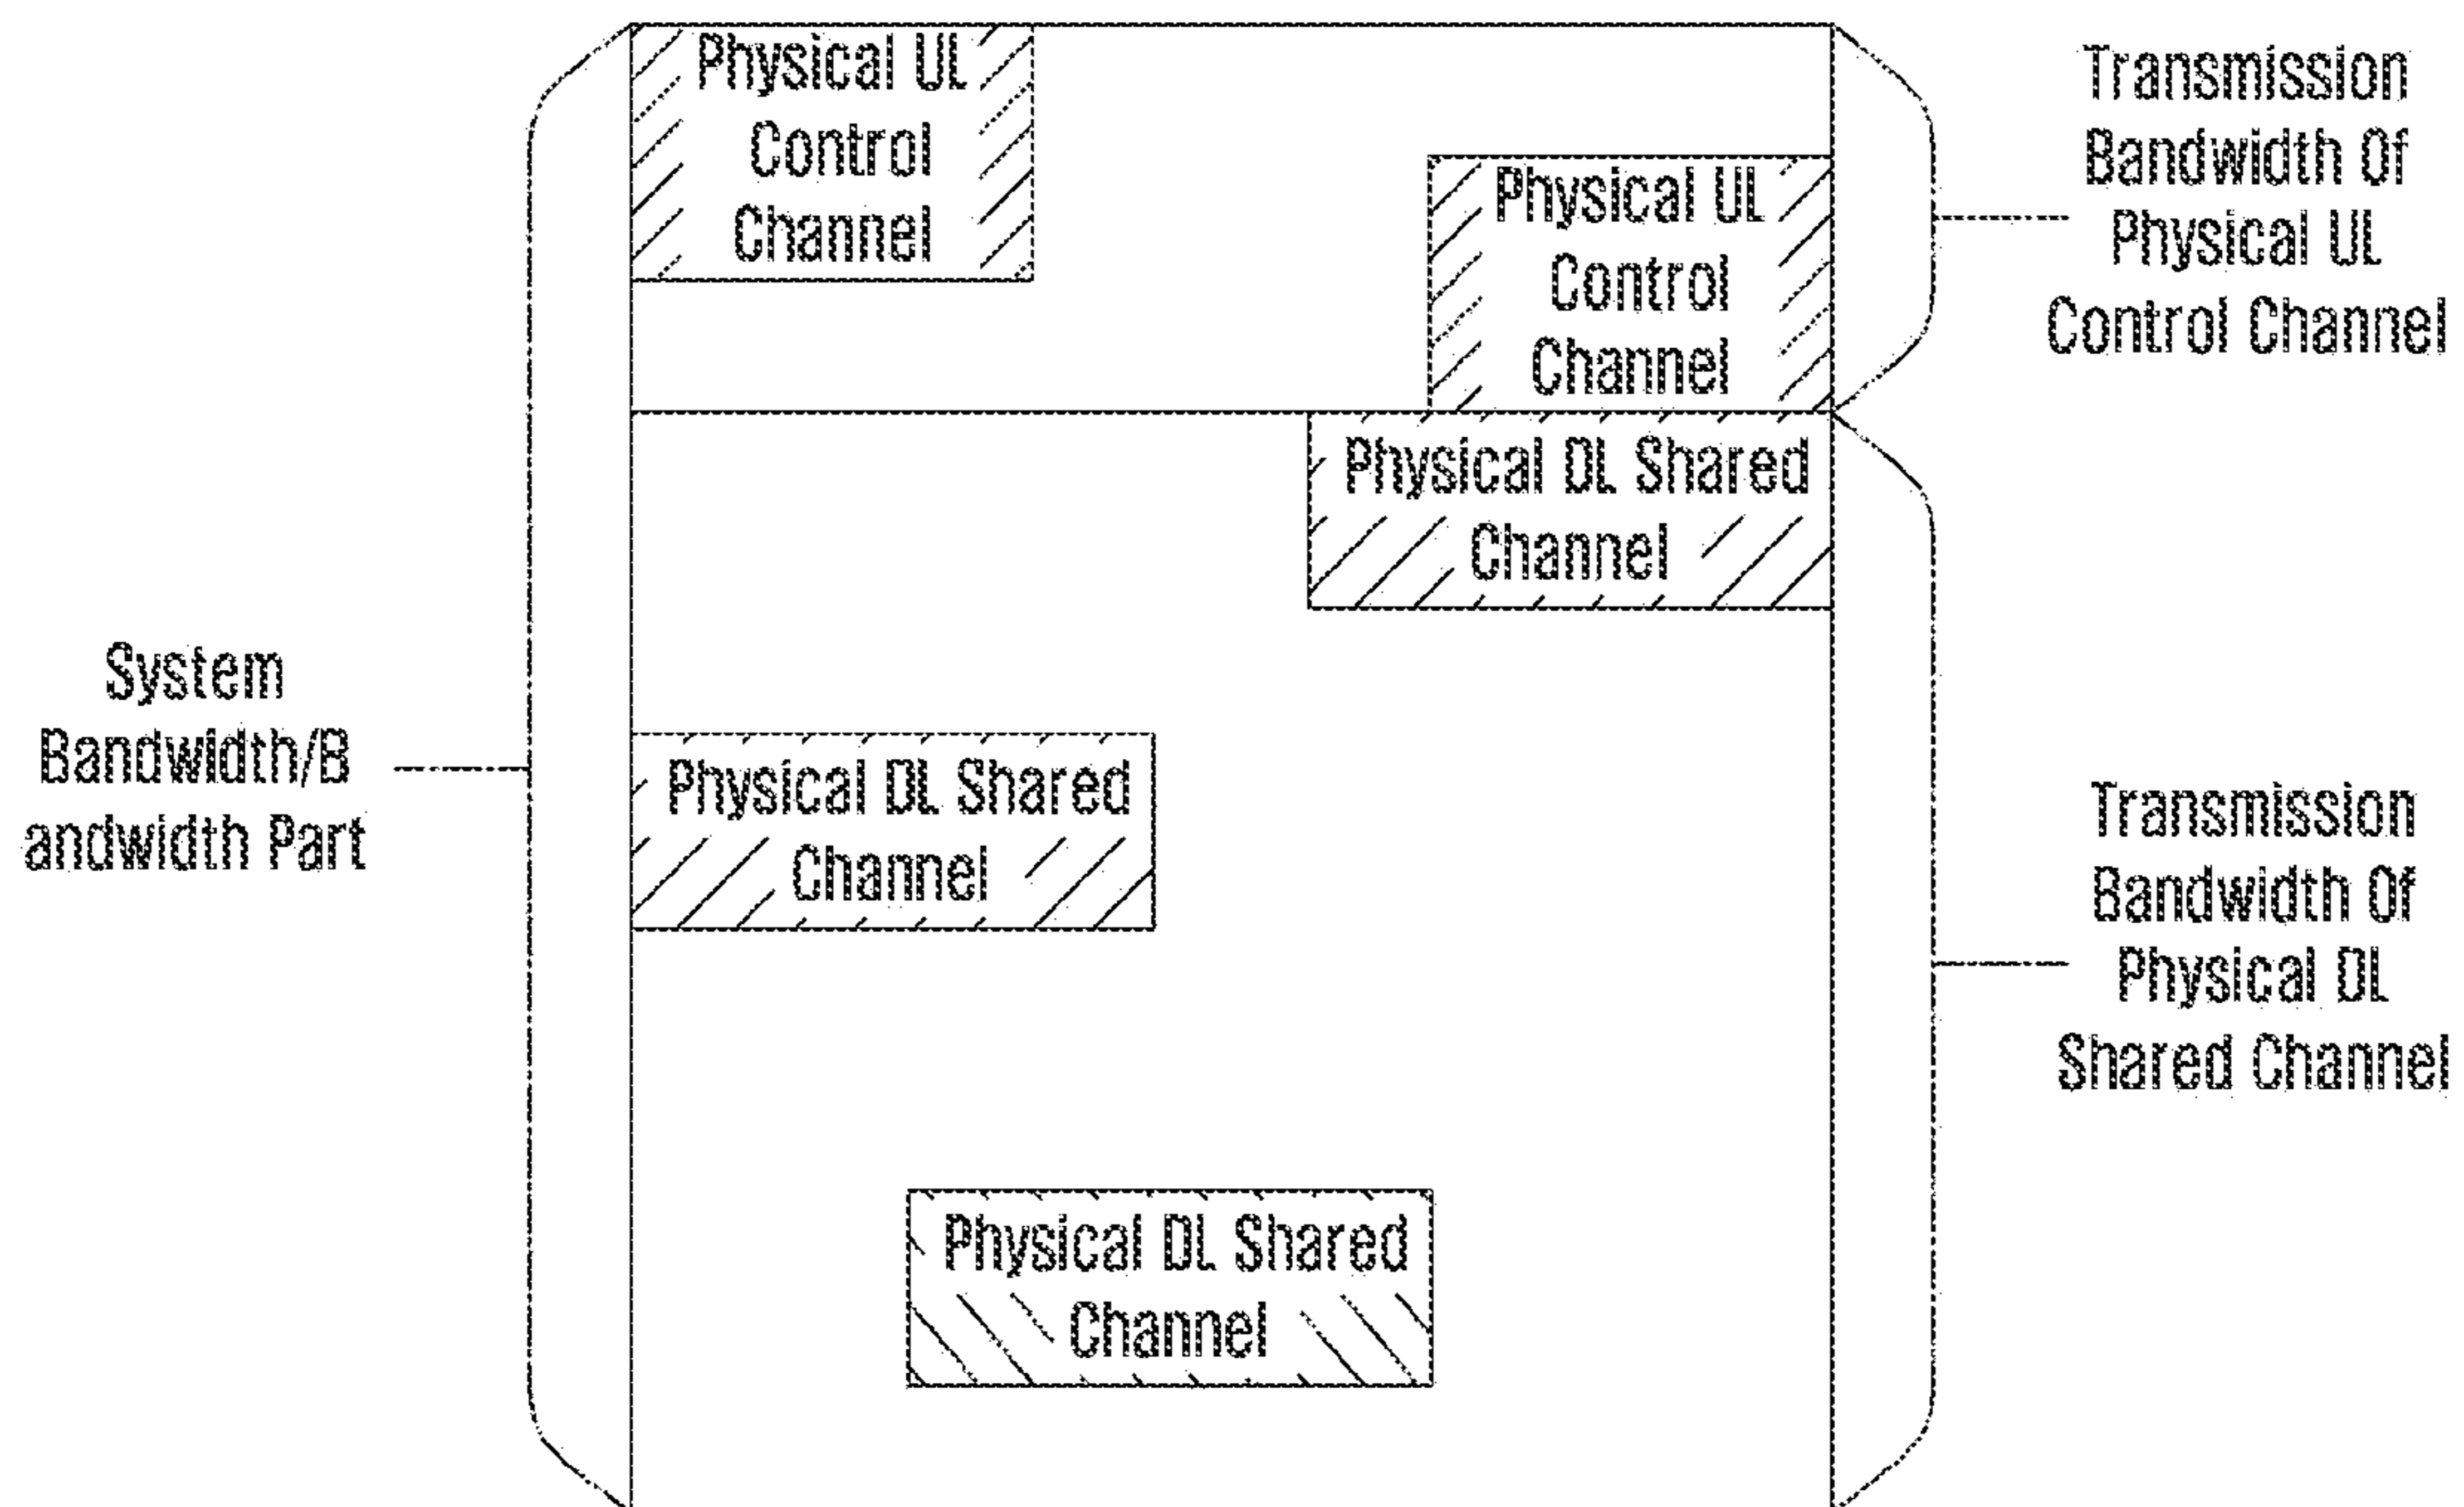 Physical UL
Control
Channel
Physical UL
Control
Channel
Transmission
Bandwidth Of
Physical UL
Control Channel
Physical DL Shared
Channel
System
Bandwidth/B
andwidth Part
Physical DL Shared
Channel
Transmission
Bandwidth Of
Physical DL
Shared Channel
Physical DL Shared
Channel